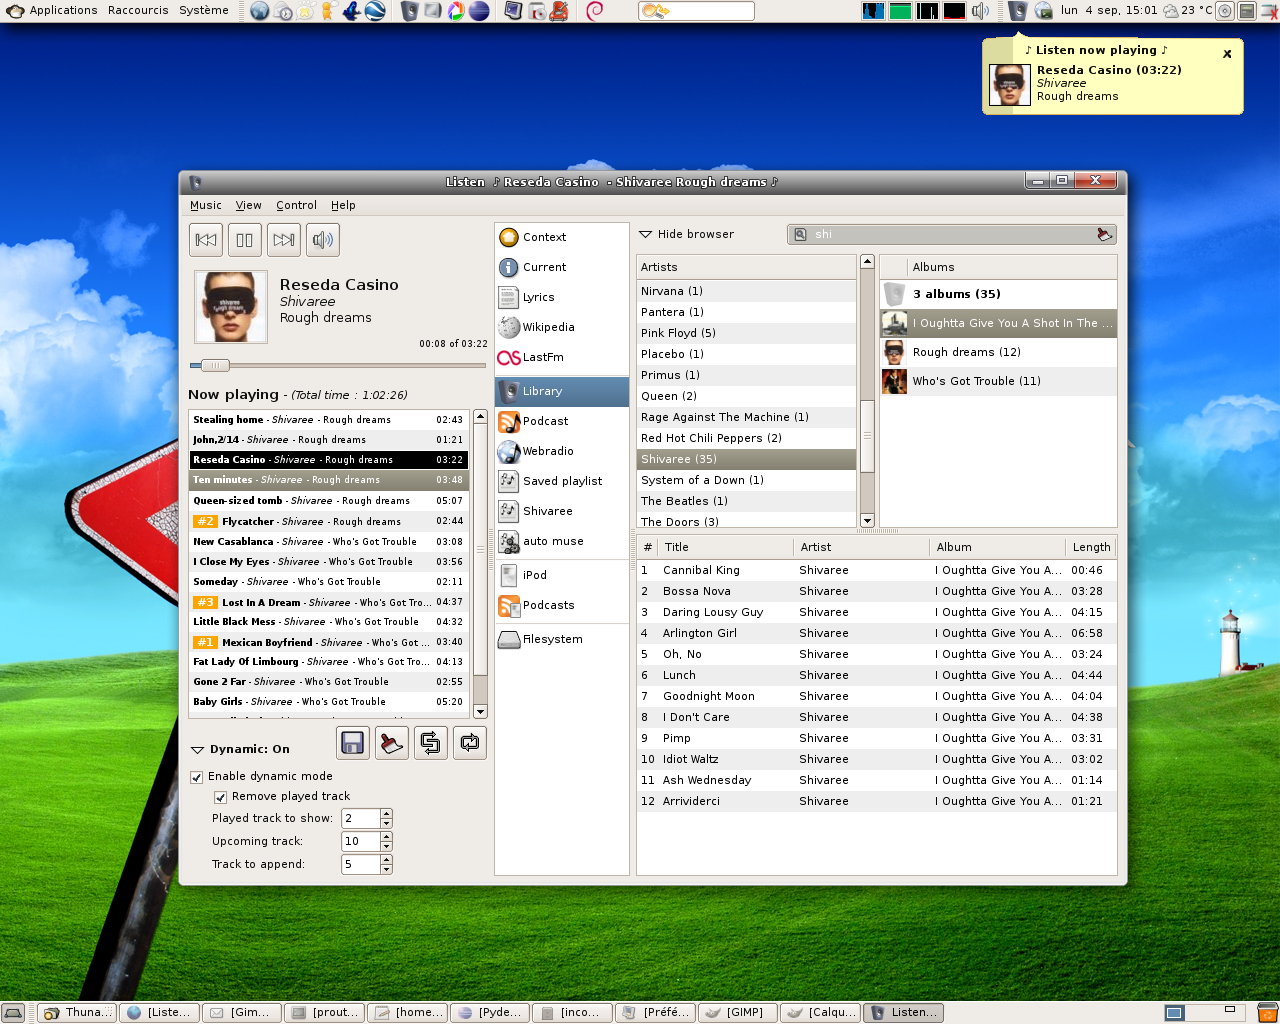 Applications Raccourcis Système
lun 4 sep, 15:01 23 °C
♪ Listen now playing ♪
Reseda Casino (03:22)
Shivaree
Rough dreams
Listen ♪ Reseda Casino - Shivaree Rough dreams ♪
Music View Control Help
Reseda Casino
Shivaree
Rough dreams
00:08 of 03:22
Now playing - (Total time : 1:02:26)
Stealing home - Shivaree - Rough dreams 02:43
John,2/14 - Shivaree - Rough dreams 01:21
Reseda Casino - Shivaree - Rough dreams 03:22
Ten minutes - Shivaree - Rough dreams 03:48
Queen-sized tomb - Shivaree - Rough dreams 05:07
#2 Flycatcher - Shivaree - Rough dreams 02:44
New Casablanca - Shivaree - Who's Got Trouble 03:08
I Close My Eyes - Shivaree - Who's Got Trouble 03:56
Someday - Shivaree - Who's Got Trouble 02:11
#3 Lost In A Dream - Shivaree - Who's Got Tro... 04:37
Little Black Mess - Shivaree - Who's Got Trouble 04:32
#1 Mexican Boyfriend - Shivaree - Who's Got ... 03:40
Fat Lady Of Limbourg - Shivaree - Who's Got Tro... 04:13
Gone 2 Far - Shivaree - Who's Got Trouble 02:55
Baby Girls - Shivaree - Who's Got Trouble 05:20
Dynamic: On
Enable dynamic mode
Remove played track
Played track to show: 2
Upcoming track: 10
Track to append: 5
Context
Current
Lyrics
Wikipedia
LastFm
Library
Podcast
Webradio
Saved playlist
Shivaree
auto muse
iPod
Podcasts
Filesystem
Hide browser
shi
Artists
Nirvana (1)
Pantera (1)
Pink Floyd (5)
Placebo (1)
Primus (1)
Queen (2)
Rage Against The Machine (1)
Red Hot Chili Peppers (2)
Shivaree (35)
System of a Down (1)
The Beatles (1)
The Doors (3)
Albums
3 albums (35)
I Oughtta Give You A Shot In The ...
Rough dreams (12)
Who's Got Trouble (11)
# Title Artist Album Length
1 Cannibal King Shivaree I Oughtta Give You A... 00:46
2 Bossa Nova Shivaree I Oughtta Give You A... 03:28
3 Daring Lousy Guy Shivaree I Oughtta Give You A... 04:15
4 Arlington Girl Shivaree I Oughtta Give You A... 06:58
5 Oh, No Shivaree I Oughtta Give You A... 03:24
6 Lunch Shivaree I Oughtta Give You A... 04:44
7 Goodnight Moon Shivaree I Oughtta Give You A... 04:04
8 I Don't Care Shivaree I Oughtta Give You A... 04:38
9 Pimp Shivaree I Oughtta Give You A... 03:31
10 Idiot Waltz Shivaree I Oughtta Give You A... 03:02
11 Ash Wednesday Shivaree I Oughtta Give You A... 01:14
12 Arrividerci Shivaree I Oughtta Give You A... 01:21
Thuna... [Liste... [Gim... [prout... [home... [Pyde... [inco... [Préfé... [GIMP] [Calqu... Listen...